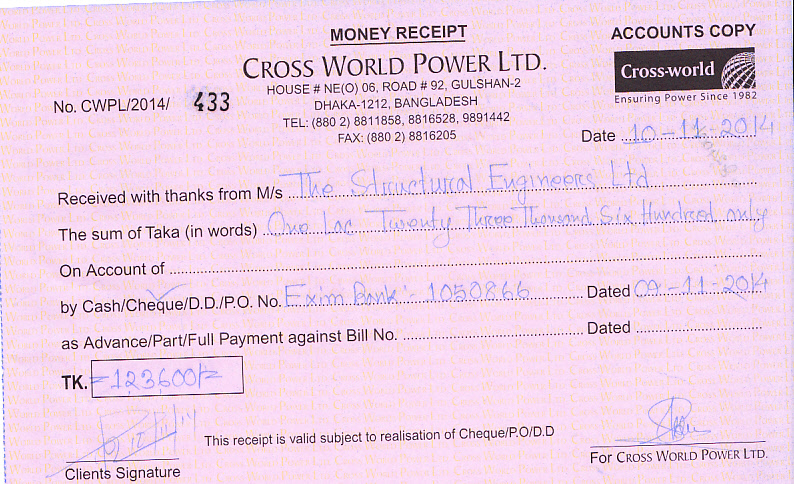 MONEY RECEIPT
ACCOUNTS COPY
CROSS WORLD POWER LTD.
Cross-world
Ensuring Power Since 1982
HOUSE # NE(O) 06, ROAD # 92, GULSHAN-2
DHAKA-1212, BANGLADESH
TEL: (880 2) 8811858, 8816528, 9891442
FAX: (880 2) 8816205
No. CWPL/2014/ 433
Date 10-11-2014
Received with thanks from M/s The Structural Engineers Ltd
The sum of Taka (in words) One Lac Twenty Three Thousand Six Hundred only
On Account of
by Cash/Cheque/D.D./P.O. No. Exim Bank - 1050866 Dated 09-11-2014
as Advance/Part/Full Payment against Bill No. Dated
TK. =123,600/=
This receipt is valid subject to realisation of Cheque/P.O/D.D
Clients Signature
For CROSS WORLD POWER LTD.